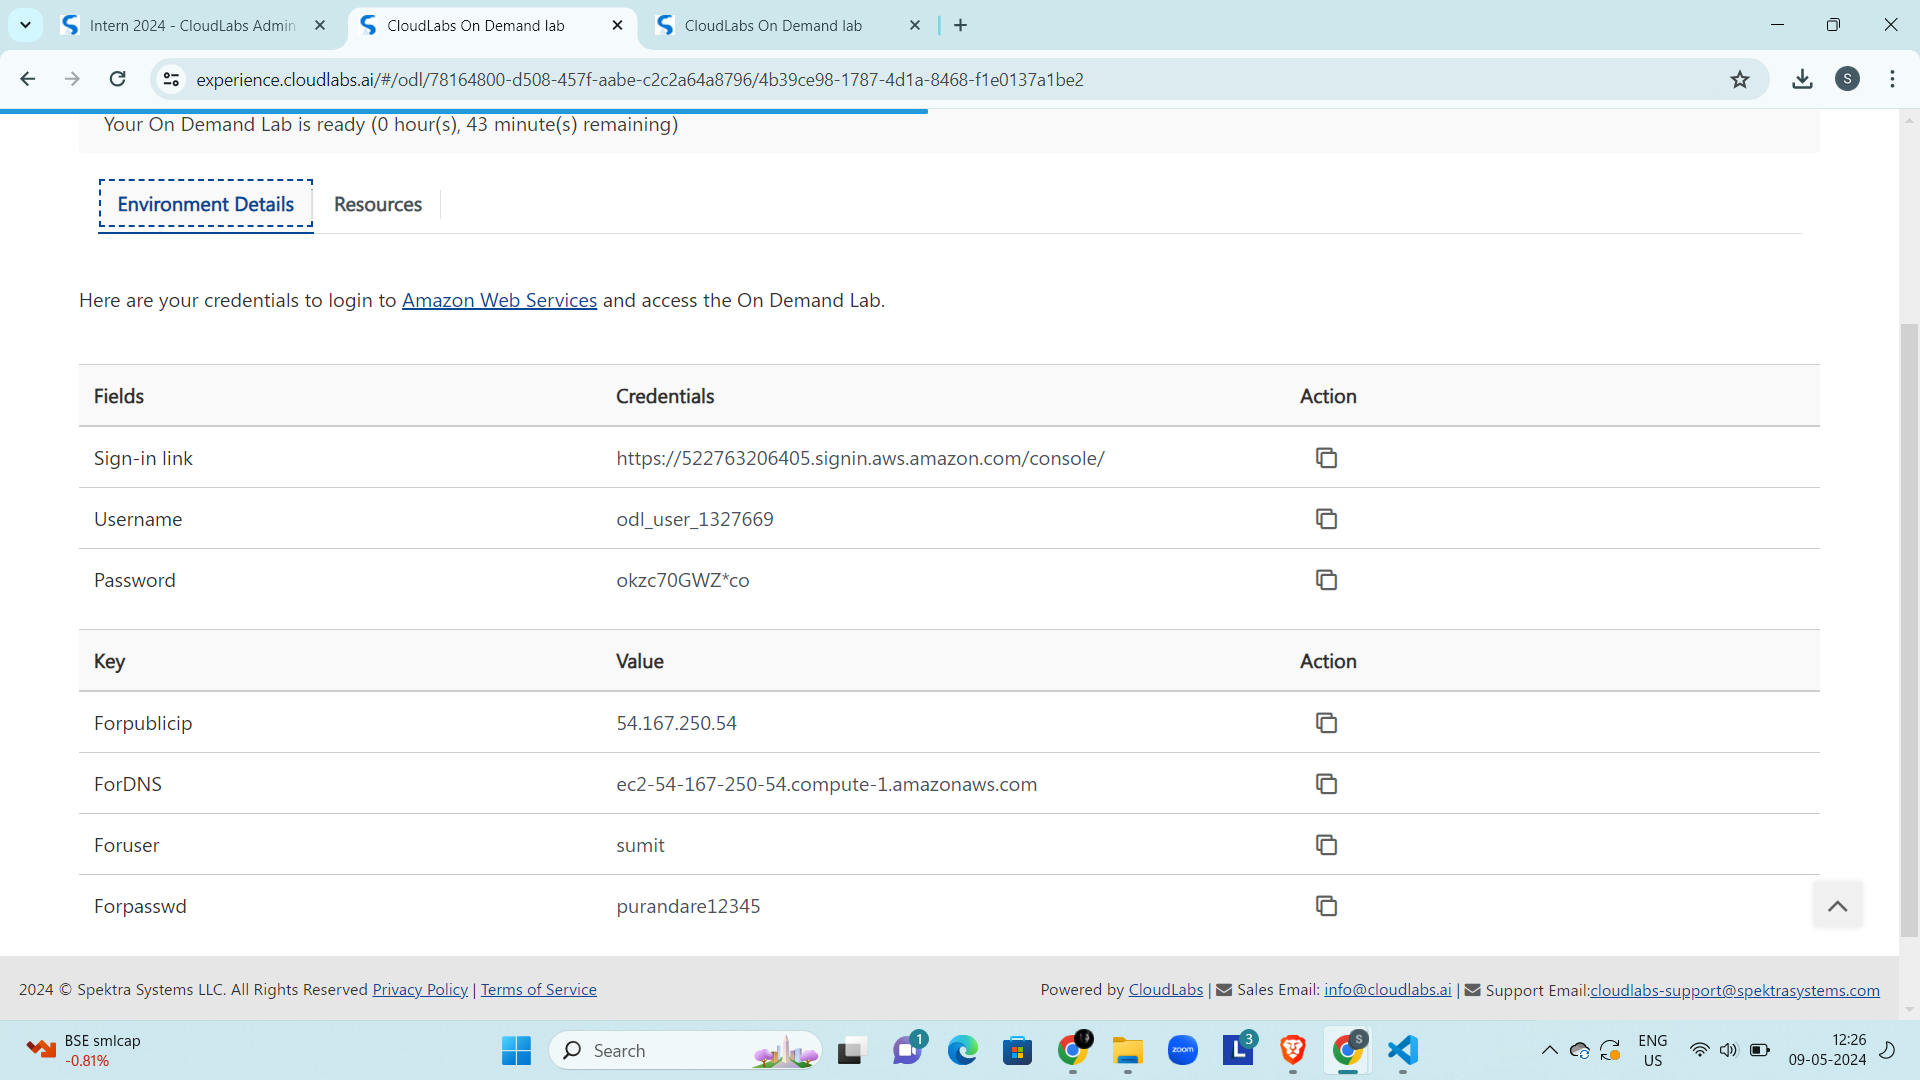 Intern 2024 - CloudLabs Admin
CloudLabs On Demand lab
CloudLabs On Demand lab
experience.cloudlabs.ai/#/odl/78164800-d508-457f-aabe-c2c2a64a8796/4b39ce98-1787-4d1a-8468-f1e0137a1be2
S
Your On Demand Lab is ready (0 hour(s), 43 minute(s) remaining)
Environment Details Resources
Here are your credentials to login to Amazon Web Services and access the On Demand Lab.
Fields Credentials Action
Sign-in link https://522763206405.signin.aws.amazon.com/console/
Username odl_user_1327669
Password okzc70GWZ*co
Key Value Action
Forpublicip 54.167.250.54
ForDNS ec2-54-167-250-54.compute-1.amazonaws.com
Foruser sumit
Forpasswd purandare12345
2024 © Spektra Systems LLC. All Rights Reserved Privacy Policy | Terms of Service
Powered by CloudLabs | Sales Email: info@cloudlabs.ai | Support Email:cloudlabs-support@spektrasystems.com
BSE smlcap
-0.81%
Search
1
zoom
L 3
S
ENG
US
12:26
09-05-2024